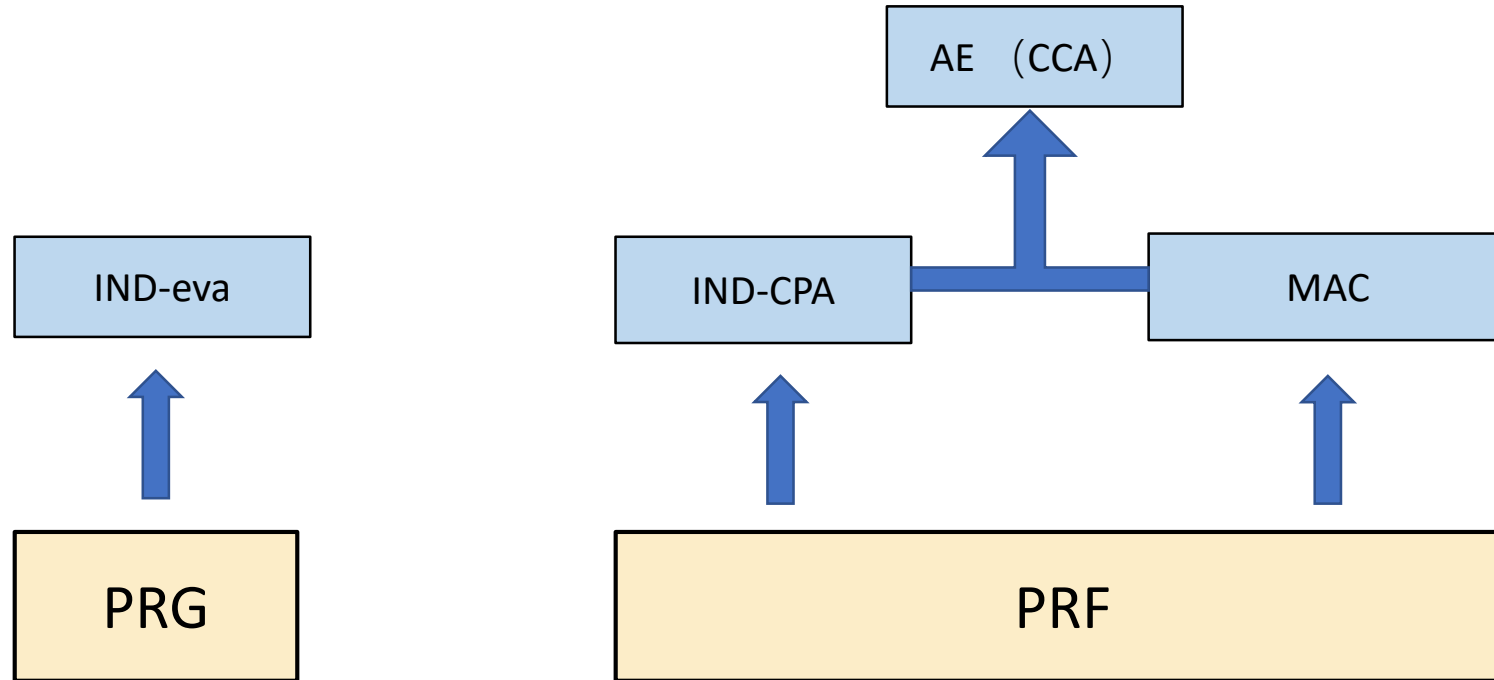 AE （CCA）
IND-eva
IND-CPA
MAC
PRG
PRF